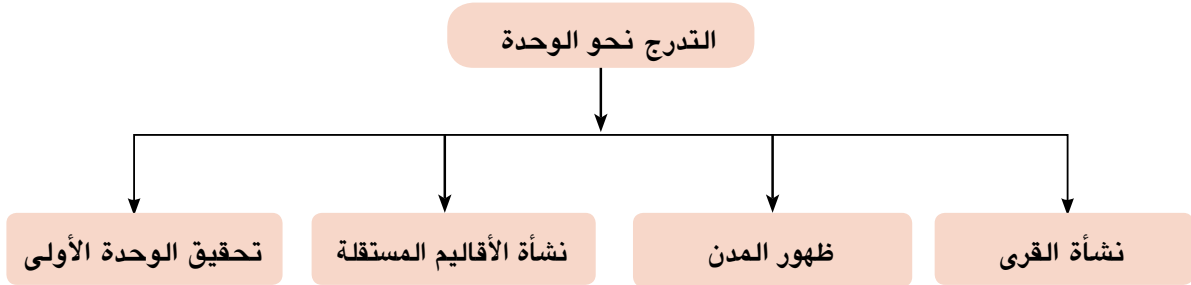 التدرج نحو الوحدة
نشأة القرى
ظهور المدن
نشأة الأقاليم المستقلة
تحقيق الوحدة الأولى